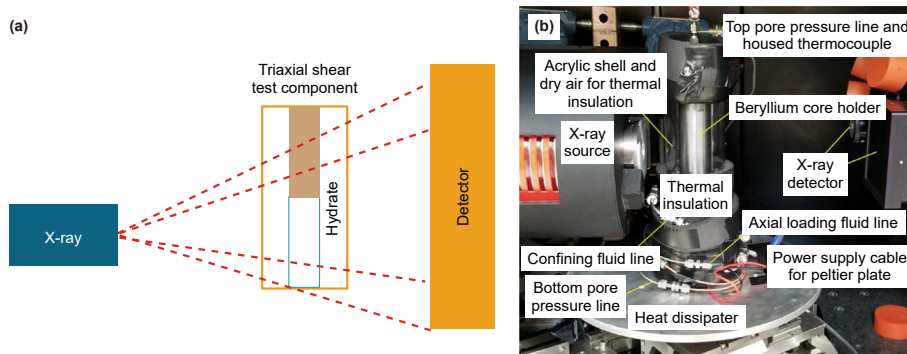 (a)
Triaxial shear
test component
X-ray
Hydrate
Detector
(b)
Top pore pressure line and
housed thermocouple
Acrylic shell and
dry air for thermal
insulation
Beryllium core holder
X-ray
source
X-ray
detector
Thermal
insulation
Axial loading fluid line
Confining fluid line
Power supply cable
for peltier plate
Bottom pore
pressure line
Heat dissipater